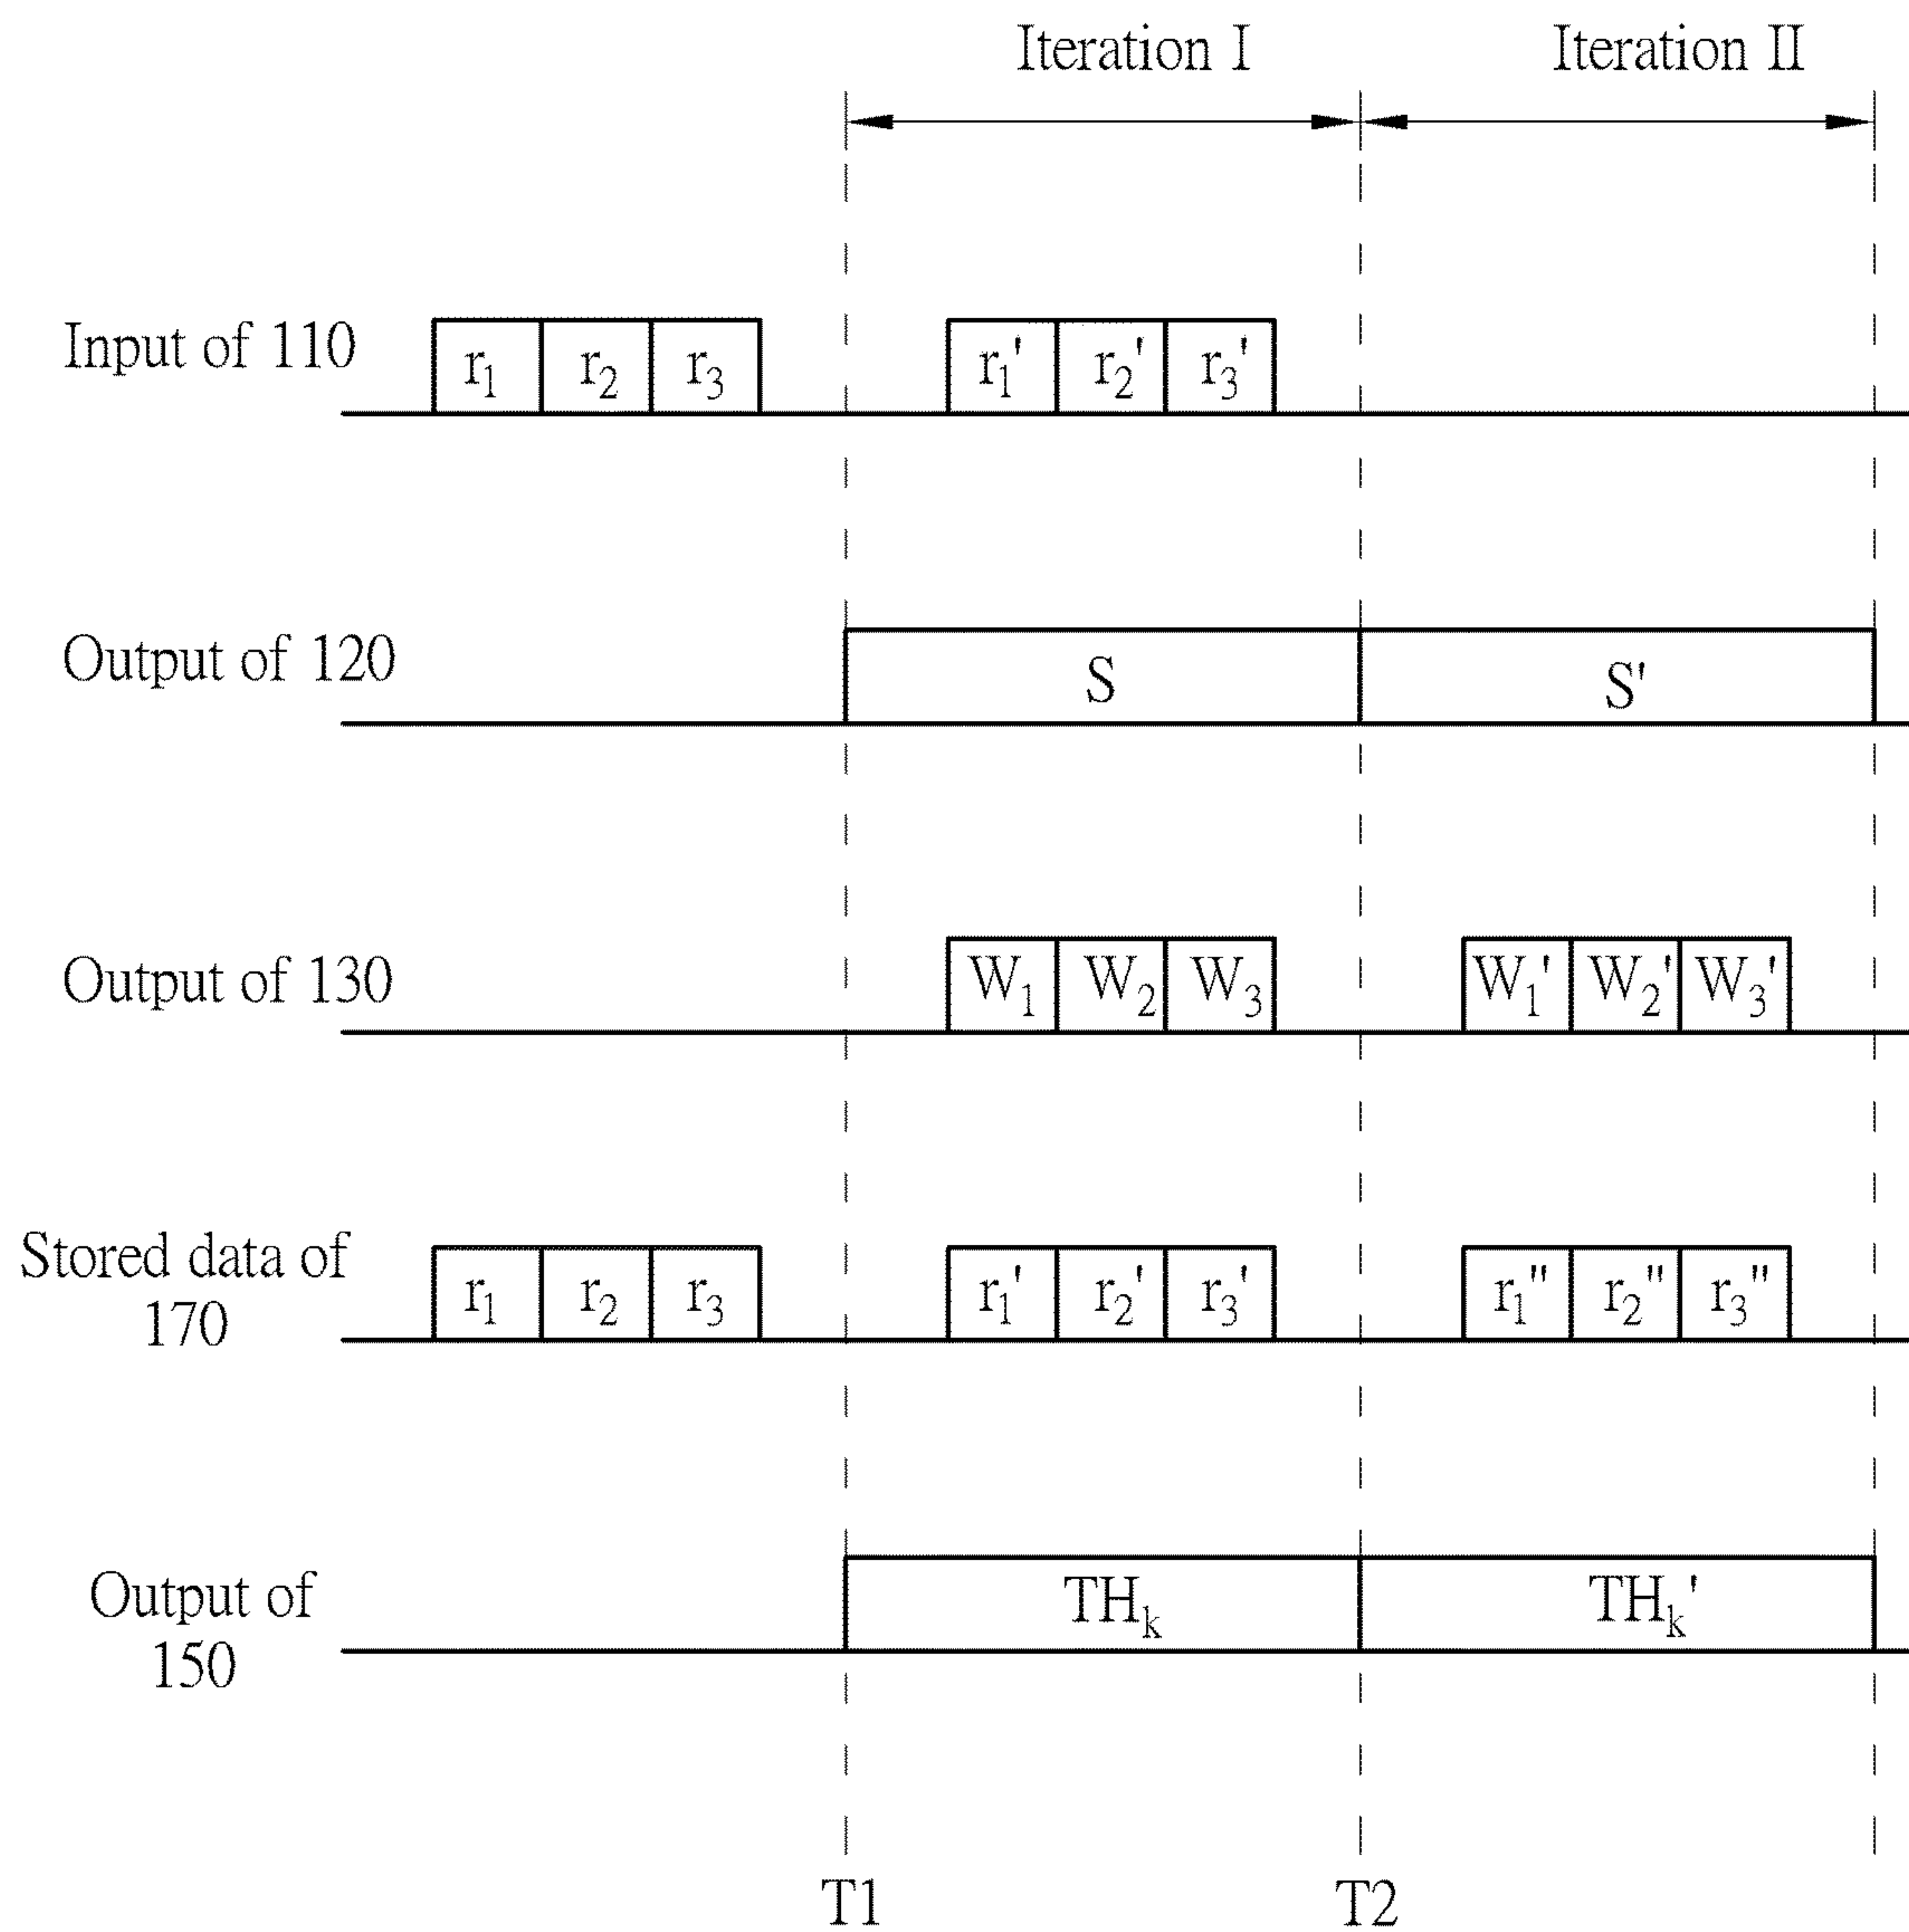 Iteration I Iteration II
Input of 110 r₁ r₂ r₃ r₁' r₂' r₃'
Output of 120 S S'
Output of 130 W₁ W₂ W₃ W₁' W₂' W₃'
Stored data of
170 r₁ r₂ r₃ r₁' r₂' r₃' r₁" r₂" r₃"
Output of
150 THₖ THₖ'
T1 T2